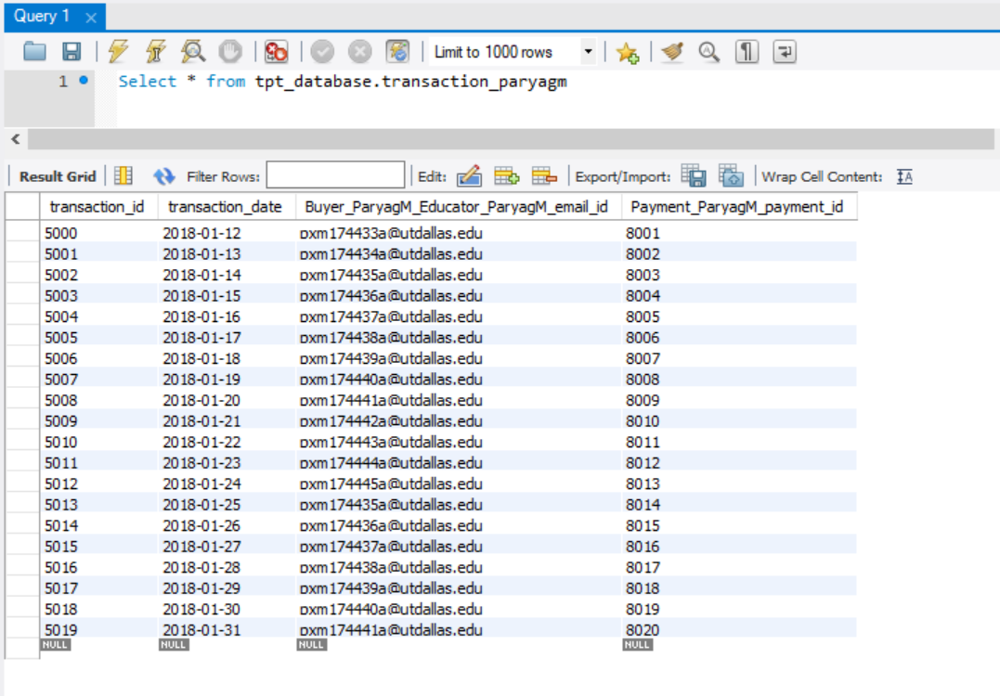 Query 1
Limit to 1000 rows
1 Select * from tpt_database.transaction_paryagm
Result Grid Filter Rows: Edit: Export/Import: Wrap Cell Content:
transaction_id transaction_date Buyer_ParyagM_Educator_ParyagM_email_id Payment_ParyagM_payment_id
5000 2018-01-12 pxm174433a@utdallas.edu 8001
5001 2018-01-13 pxm174434a@utdallas.edu 8002
5002 2018-01-14 pxm174435a@utdallas.edu 8003
5003 2018-01-15 pxm174436a@utdallas.edu 8004
5004 2018-01-16 pxm174437a@utdallas.edu 8005
5005 2018-01-17 pxm174438a@utdallas.edu 8006
5006 2018-01-18 pxm174439a@utdallas.edu 8007
5007 2018-01-19 pxm174440a@utdallas.edu 8008
5008 2018-01-20 pxm174441a@utdallas.edu 8009
5009 2018-01-21 pxm174442a@utdallas.edu 8010
5010 2018-01-22 pxm174443a@utdallas.edu 8011
5011 2018-01-23 pxm174444a@utdallas.edu 8012
5012 2018-01-24 pxm174445a@utdallas.edu 8013
5013 2018-01-25 pxm174435a@utdallas.edu 8014
5014 2018-01-26 pxm174436a@utdallas.edu 8015
5015 2018-01-27 pxm174437a@utdallas.edu 8016
5016 2018-01-28 pxm174438a@utdallas.edu 8017
5017 2018-01-29 pxm174439a@utdallas.edu 8018
5018 2018-01-30 pxm174440a@utdallas.edu 8019
5019 2018-01-31 pxm174441a@utdallas.edu 8020
NULL NULL NULL NULL